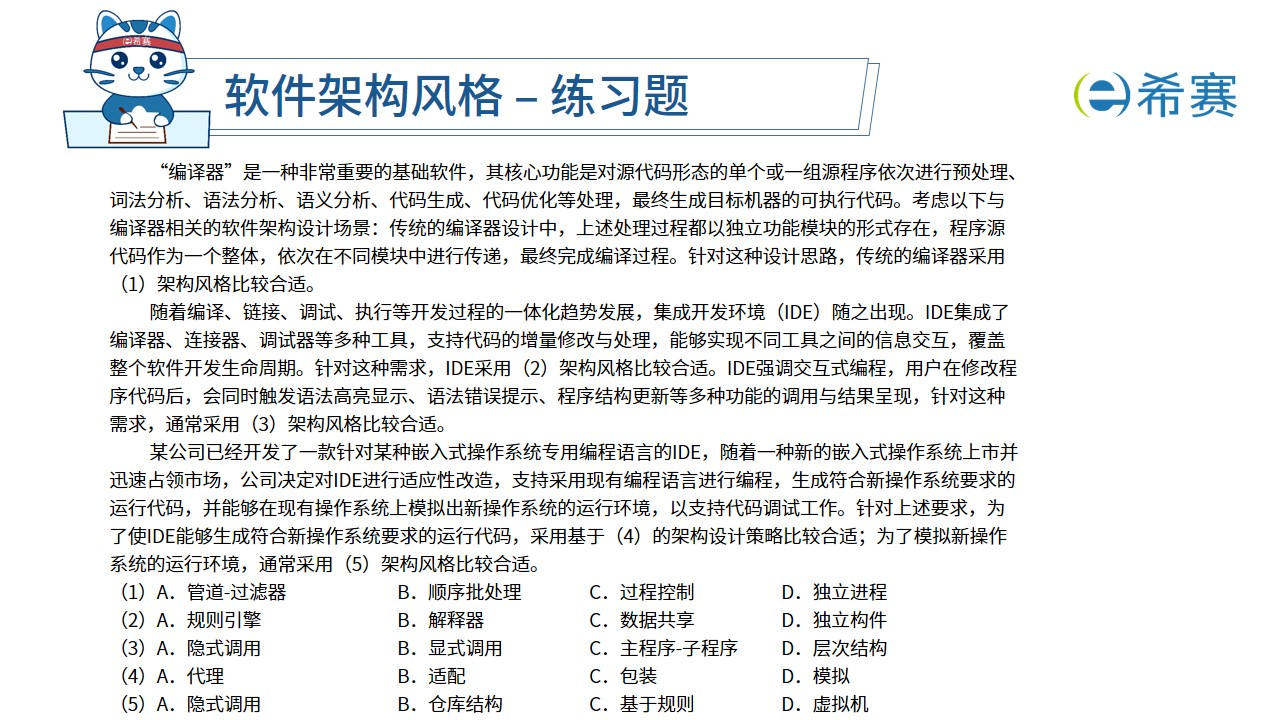 希赛
软件架构风格 – 练习题
希赛
“编译器”是一种非常重要的基础软件，其核心功能是对源代码形态的单个或一组源程序依次进行预处理、
词法分析、语法分析、语义分析、代码生成、代码优化等处理，最终生成目标机器的可执行代码。考虑以下与
编译器相关的软件架构设计场景：传统的编译器设计中，上述处理过程都以独立功能模块的形式存在，程序源
代码作为一个整体，依次在不同模块中进行传递，最终完成编译过程。针对这种设计思路，传统的编译器采用
（1）架构风格比较合适。
随着编译、链接、调试、执行等开发过程的一体化趋势发展，集成开发环境（IDE）随之出现。IDE集成了
编译器、连接器、调试器等多种工具，支持代码的增量修改与处理，能够实现不同工具之间的信息交互，覆盖
整个软件开发生命周期。针对这种需求，IDE采用（2）架构风格比较合适。IDE强调交互式编程，用户在修改程
序代码后，会同时触发语法高亮显示、语法错误提示、程序结构更新等多种功能的调用与结果呈现，针对这种
需求，通常采用（3）架构风格比较合适。
某公司已经开发了一款针对某种嵌入式操作系统专用编程语言的IDE，随着一种新的嵌入式操作系统上市并
迅速占领市场，公司决定对IDE进行适应性改造，支持采用现有编程语言进行编程，生成符合新操作系统要求的
运行代码，并能够在现有操作系统上模拟出新操作系统的运行环境，以支持代码调试工作。针对上述要求，为
了使IDE能够生成符合新操作系统要求的运行代码，采用基于（4）的架构设计策略比较合适；为了模拟新操作
系统的运行环境，通常采用（5）架构风格比较合适。
（1）A．管道-过滤器 B．顺序批处理 C．过程控制 D．独立进程
（2）A．规则引擎 B．解释器 C．数据共享 D．独立构件
（3）A．隐式调用 B．显式调用 C．主程序-子程序 D．层次结构
（4）A．代理 B．适配 C．包装 D．模拟
（5）A．隐式调用 B．仓库结构 C．基于规则 D．虚拟机